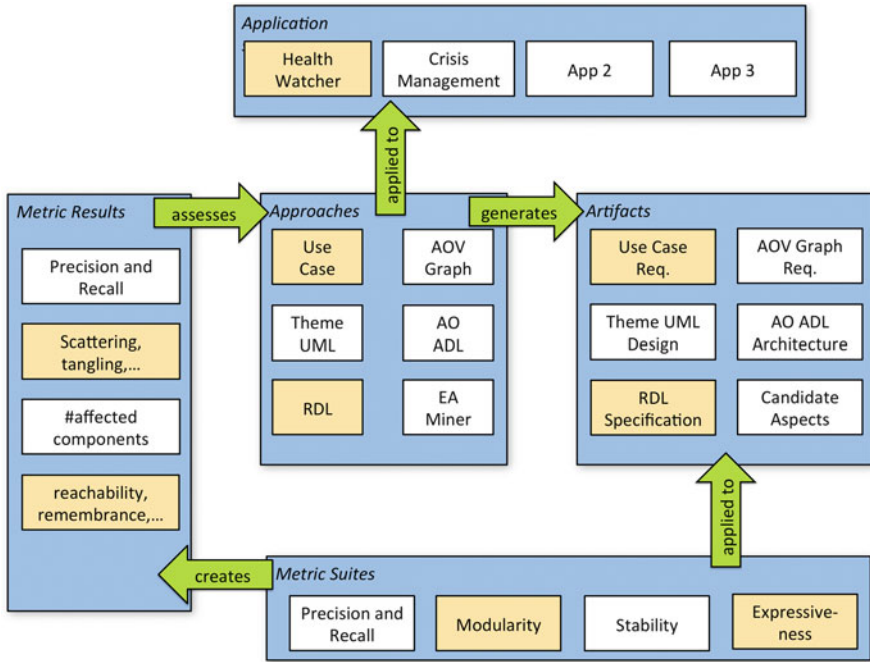 Application
Health
Watcher
Crisis
Management
App 2
App 3
applied to
Metric Results
assesses
Approaches
generates
Artifacts
Precision and
Recall
Scattering,
tangling,...
#affected
components
reachability,
remembrance,...
Use
Case
AOV
Graph
Theme
UML
AO
ADL
RDL
EA
Miner
Use Case
Req.
AOV Graph
Req.
Theme UML
Design
AO ADL
Architecture
RDL
Specification
Candidate
Aspects
applied to
creates
Metric Suites
Precision and
Recall
Modularity
Stability
Expressive-
ness